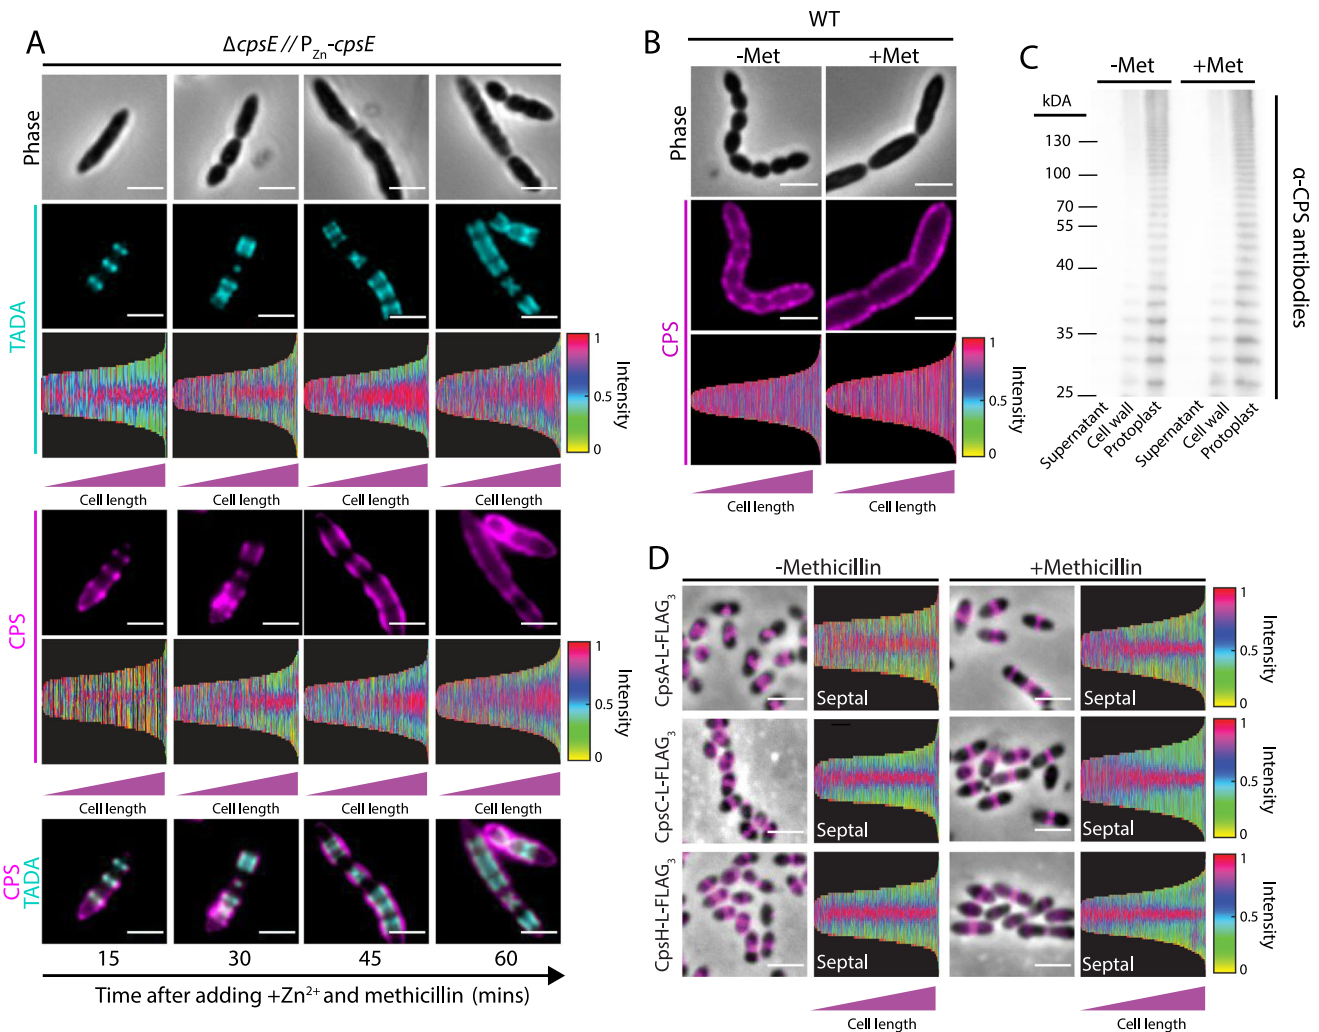 A
ΔcpsE // PZn-cpsE
Phase
TADA
1
0.5
0
Intensity
Cell length
Cell length
Cell length
Cell length
CPS
1
0.5
0
Intensity
Cell length
Cell length
Cell length
Cell length
CPS
TADA
15
30
45
60
Time after adding +Zn2+ and methicillin (mins)
B
WT
-Met
+Met
Phase
CPS
1
0.5
0
Intensity
Cell length
Cell length
C
-Met
+Met
kDA
130
100
70
55
40
35
25
α-CPS antibodies
Supernatant
Cell wall
Protoplast
Supernatant
Cell wall
Protoplast
D
-Methicillin
+Methicillin
CpsA-L-FLAG3
Septal
1
0.5
0
Intensity
CpsC-L-FLAG3
Septal
1
0.5
0
Intensity
CpsH-L-FLAG3
Septal
1
0.5
0
Intensity
Cell length
Cell length